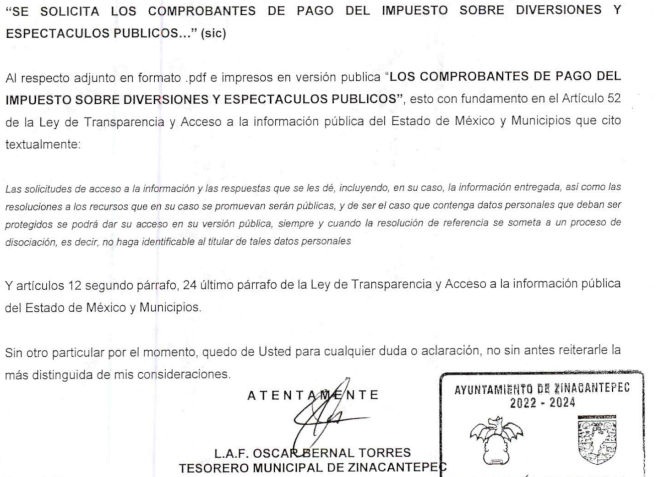 “SE SOLICITA LOS COMPROBANTES DE PAGO DEL IMPUESTO SOBRE DIVERSIONES Y
ESPECTACULOS PUBLICOS...” (sic)
Al respecto adjunto en formato .pdf e impresos en versión publica “LOS COMPROBANTES DE PAGO DEL
IMPUESTO SOBRE DIVERSIONES Y ESPECTACULOS PUBLICOS”, esto con fundamento en el Artículo 52
de la Ley de Transparencia y Acceso a la información pública del Estado de México y Municipios que cito
textualmente:
Las solicitudes de acceso a la información y las respuestas que se les dé, incluyendo, en su caso, la información entregada, así como las
resoluciones a los recursos que en su caso se promuevan serán públicas, y de ser el caso que contenga datos personales que deban ser
protegidos se podrá dar su acceso en su versión pública, siempre y cuando la resolución de referencia se someta a un proceso de
disociación, es decir, no haga identificable al titular de tales datos personales
Y artículos 12 segundo párrafo, 24 último párrafo de la Ley de Transparencia y Acceso a la información pública
del Estado de México y Municipios.
Sin otro particular por el momento, quedo de Usted para cualquier duda o aclaración, no sin antes reiterarle la
más distinguida de mis consideraciones.
ATENTAMENTE
L.A.F. OSCAR BERNAL TORRES
TESORERO MUNICIPAL DE ZINACANTEPEC
AYUNTAMIENTO DE ZINACANTEPEC
2022 - 2024